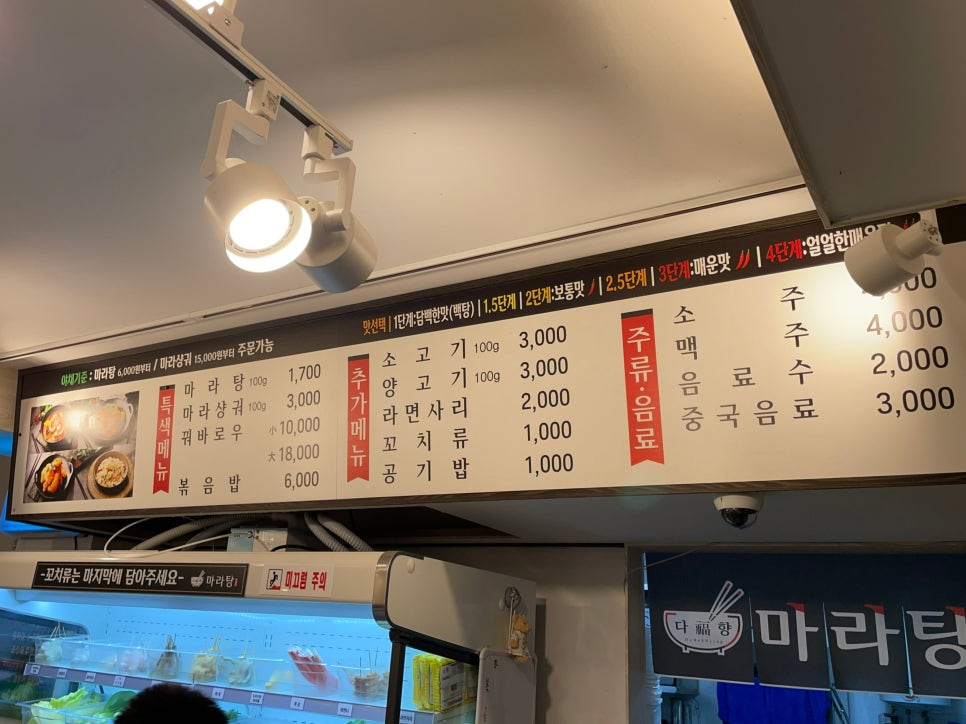 맛선택 | 1단계:담백한맛(백탕) | 1.5단계 | 2단계:보통맛 | 2.5단계 | 3단계:매운맛 | 4단계:얼얼한매운맛
야채기준 : 마라탕 6,000원부터 / 마라샹궈 15,000원부터 주문가능
특색메뉴
마라탕 100g 1,700
마라샹궈 100g 3,000
꿔바로우 小 10,000
大 18,000
볶음밥 6,000
추가메뉴
소고기 100g 3,000
양고기 100g 3,000
라면사리 2,000
꼬치류 1,000
공기밥 1,000
주류·음료
소주
맥주 4,000
음료수 2,000
중국음료 3,000
-꼬치류는 마지막에 담아주세요- 마라탕
미끄럼 주의
다福향
마라탕